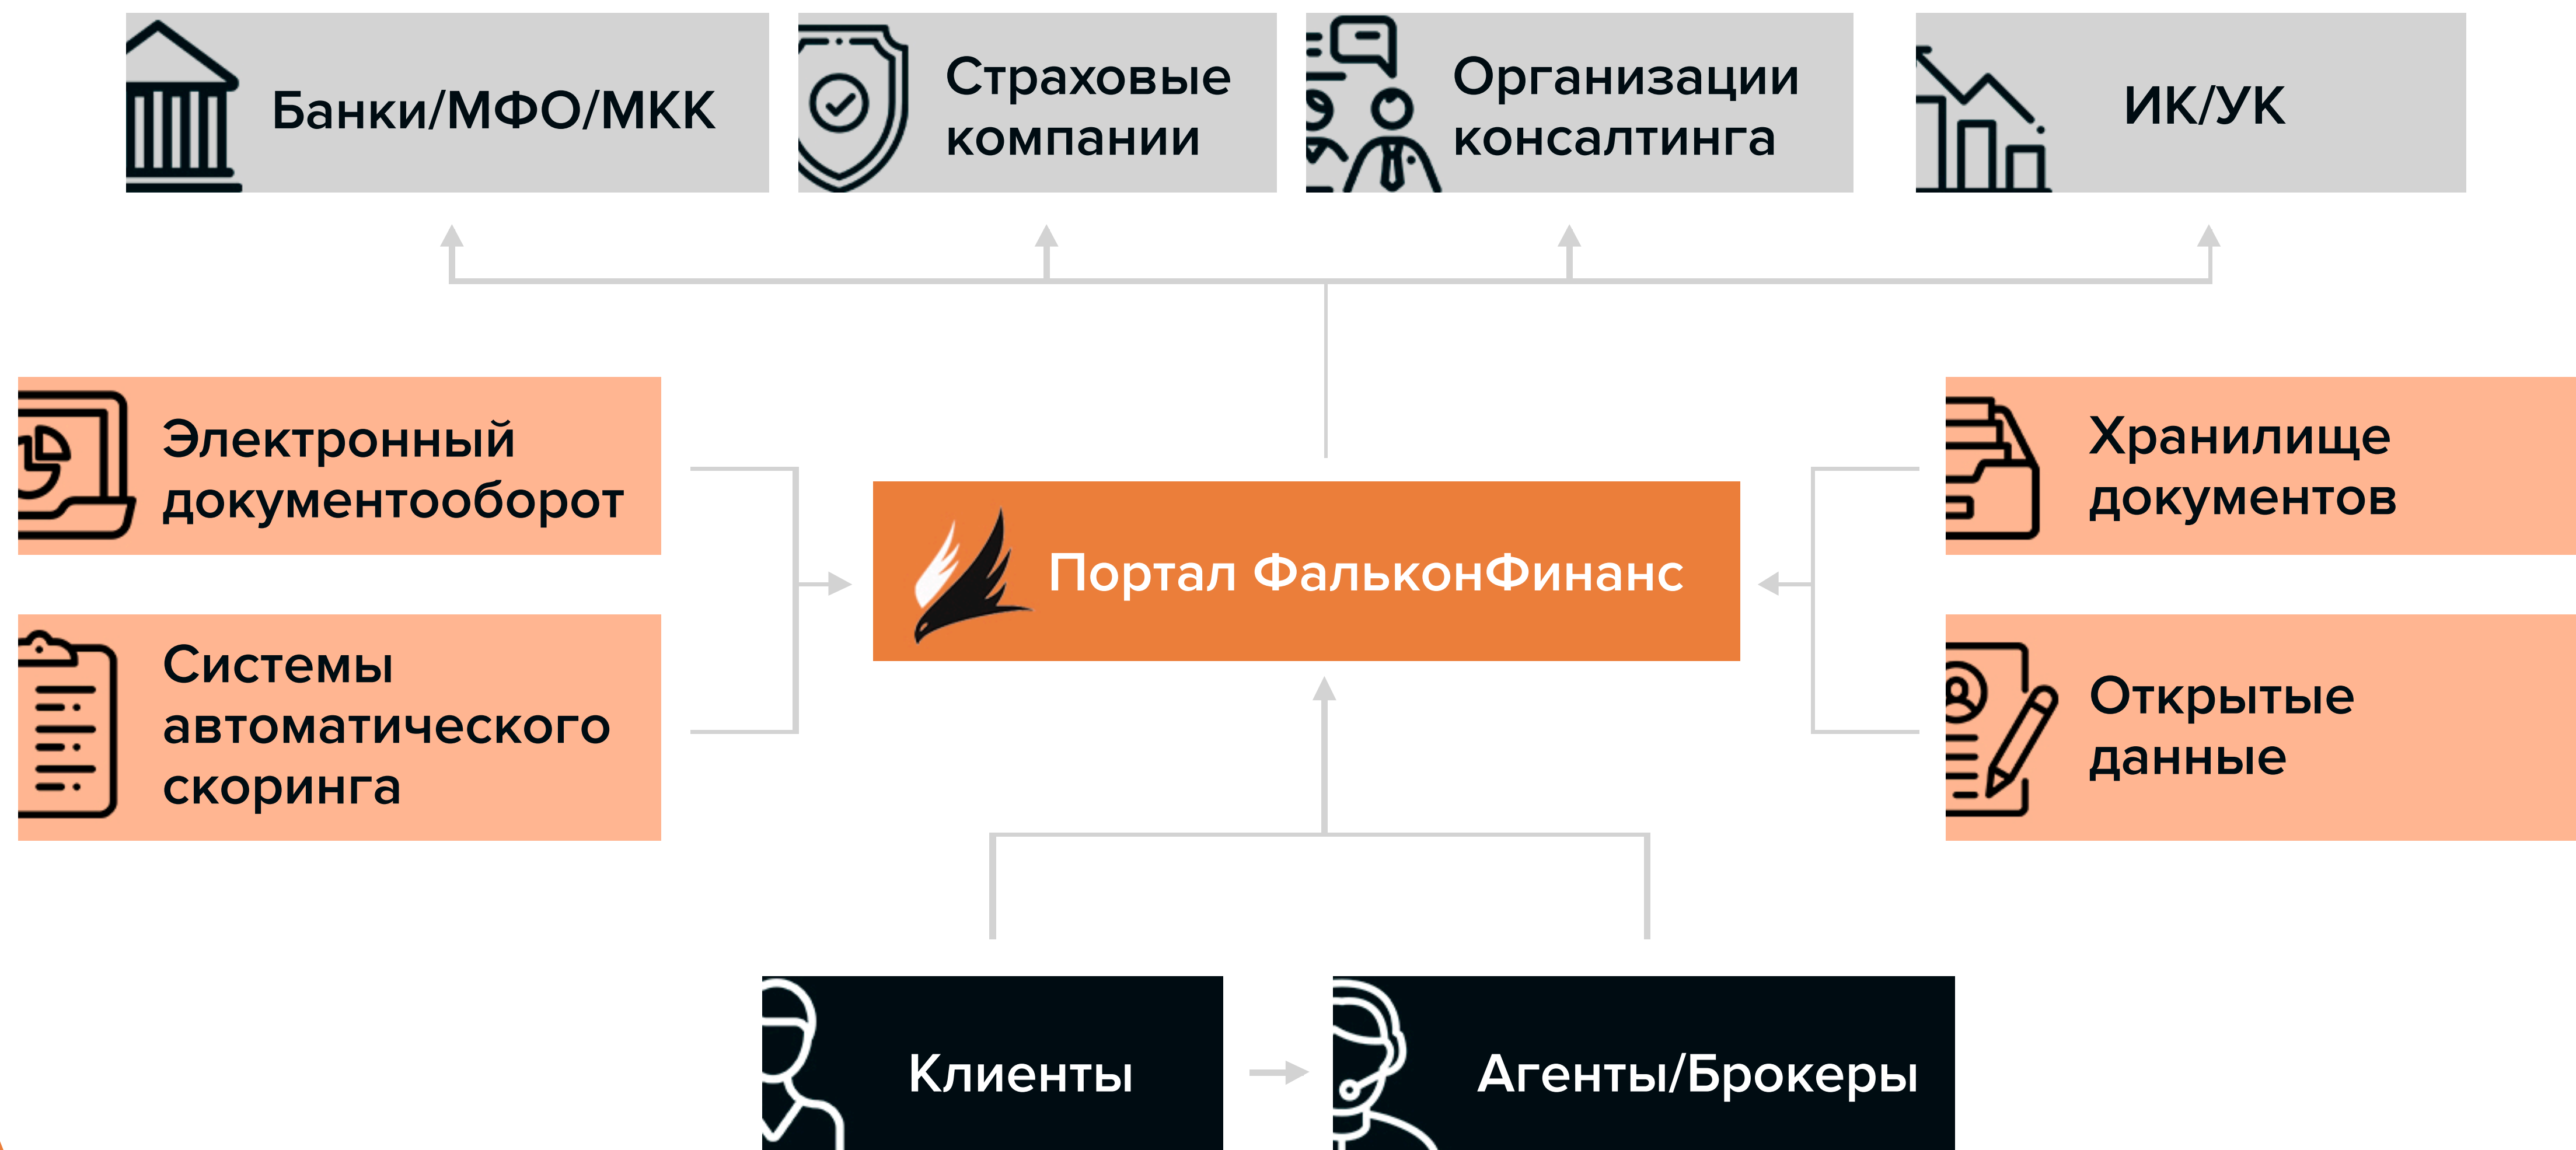 Банки/МФО/МКК
Страховые
компании
Организации
консалтинга
ИК/УК
Электронный
документооборот
Хранилище
документов
Портал ФальконФинанс
Системы
автоматического
скоринга
Открытые
данные
Клиенты
Агенты/Брокеры